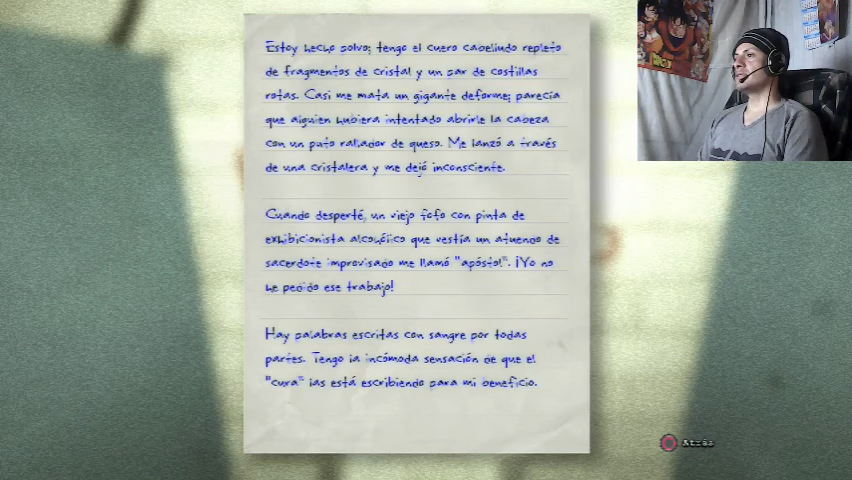 Estoy hecho polvo; tengo el cuero cabelludo repleto
de fragmentos de cristal y un par de costillas
rotas. Casi me mata un gigante deforme; parecía
que alguien hubiera intentado abrirle la cabeza
con un puto rallador de queso. Me lanzó a través
de una cristalera y me dejó inconsciente.
Cuando desperté, un viejo fofo con pinta de
exhibicionista alcohólico que vestía un atuendo de
sacerdote improvisado me llamó "apóstol". ¡Yo no
he pedido ese trabajo!
Hay palabras escritas con sangre por todas
partes. Tengo la incómoda sensación de que el
"cura" las está escribiendo para mi beneficio.
Atrás